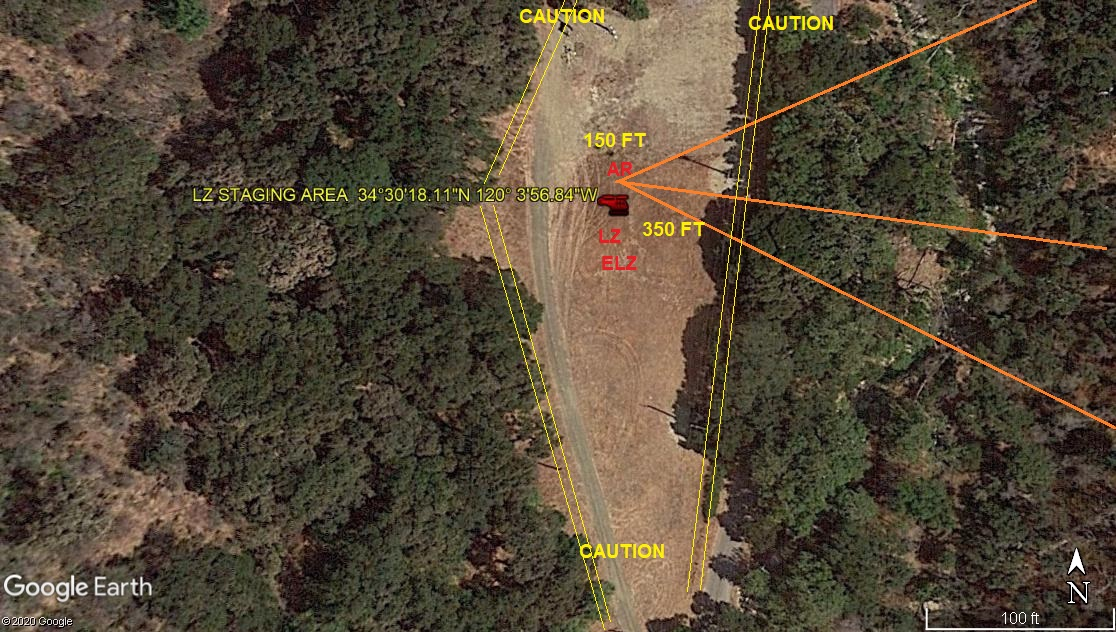 CAUTION
CAUTION
150 FT
AR
LZ STAGING AREA 34°30'18.11"N 120° 3'56.84"W
350 FT
LZ
ELZ
CAUTION
Google Earth
N
©2020 Google
100 ft